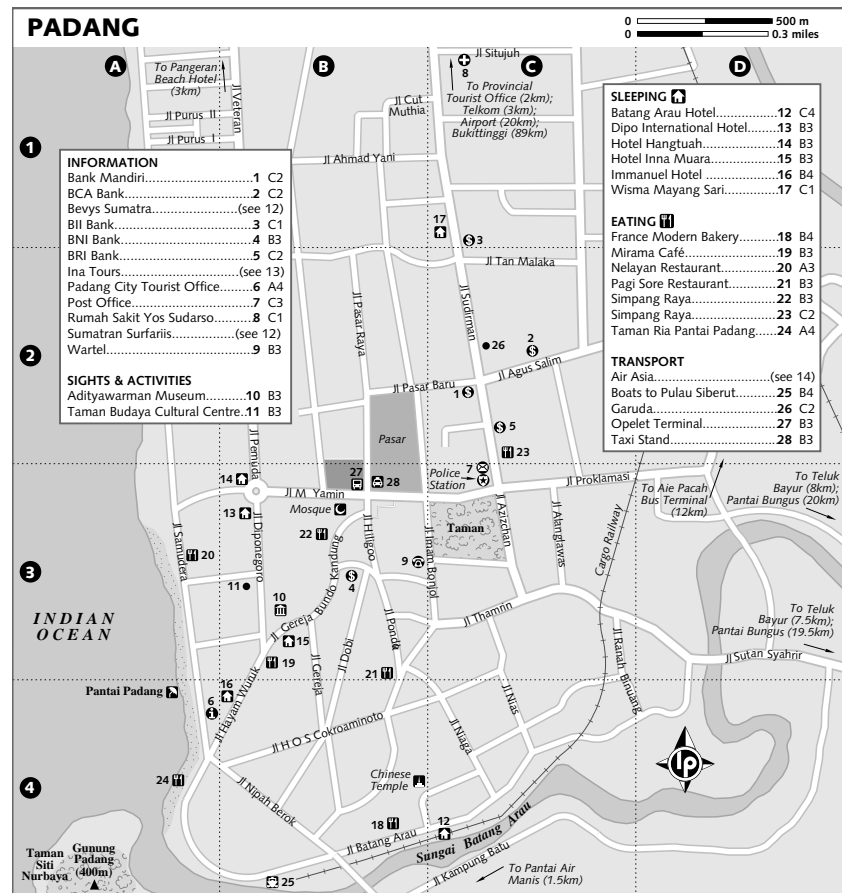 PADANG
0 500 m
0 0.3 miles
A
B
C
D
1
2
3
4
To Pangeran
Beach Hotel
(3km)
Jl Veteran
Jl Purus II
Jl Purus I
Jl Cut
Muthia
Jl Ahmad Yani
Jl Situjuh
8
To Provincial
Tourist Office (2km);
Telkom (3km);
Airport (20km);
Bukittinggi (89km)
INFORMATION
Bank Mandiri 1 C2
BCA Bank 2 C2
Bevys Sumatra (see 12)
BII Bank 3 C1
BNI Bank 4 B3
BRI Bank 5 C2
Ina Tours (see 13)
Padang City Tourist Office 6 A4
Post Office 7 C3
Rumah Sakit Yos Sudarso 8 C1
Sumatran Surfariis (see 12)
Wartel 9 B3
SIGHTS & ACTIVITIES
Adityawarman Museum 10 B3
Taman Budaya Cultural Centre 11 B3
SLEEPING
Batang Arau Hotel 12 C4
Dipo International Hotel 13 B3
Hotel Hangtuah 14 B3
Hotel Inna Muara 15 B3
Immanuel Hotel 16 B4
Wisma Mayang Sari 17 C1
EATING
France Modern Bakery 18 B4
Mirama Café 19 B3
Nelayan Restaurant 20 A3
Pagi Sore Restaurant 21 B3
Simpang Raya 22 B3
Simpang Raya 23 C2
Taman Ria Pantai Padang 24 A4
TRANSPORT
Air Asia (see 14)
Boats to Pulau Siberut 25 B4
Garuda 26 C2
Opelet Terminal 27 B3
Taxi Stand 28 B3
17
3
Jl Tan Malaka
Jl Sudirman
Jl Pasar Raya
26
2
Jl Agus Salim
Jl Pasar Baru
1
5
23
Pasar
Jl Pemuda
27
28
7
Police
Station
Jl Proklamasi
To Aie Pacah
Bus Terminal
(12km)
To Teluk
Bayur (8km);
Pantai Bungus (20km)
14
Jl M. Yamin
Mosque
13
Jl Diponegoro
22
Jl Hiligoo
Jl Imam Bonjol
Taman
Jl Azizchan
Jl Alanglawas
Cargo Railway
Jl Samudera
20
9
4
11
10
Jl Gereja
Bundo Kanpung
15
19
Jl Gereja
Jl Dobi
Jl Pondok
Jl Thamrin
Jl Ranah Binuang
To Teluk
Bayur (7.5km);
Pantai Bungus (19.5km)
Jl Sutan Syahrir
INDIAN
OCEAN
Pantai Padang
16
6
Jl Hayam Wuruk
21
Jl H O S Cokroaminoto
Jl Niaga
Jl Nias
Chinese
Temple
24
Jl Nipah Berok
18
12
Jl Batang Arau
Sungai Batang Arau
Jl Kampung Batu
To Pantai Air
Manis (1.5km)
25
Taman
Siti
Nurbaya
Gunung
Padang
(400m)
lp